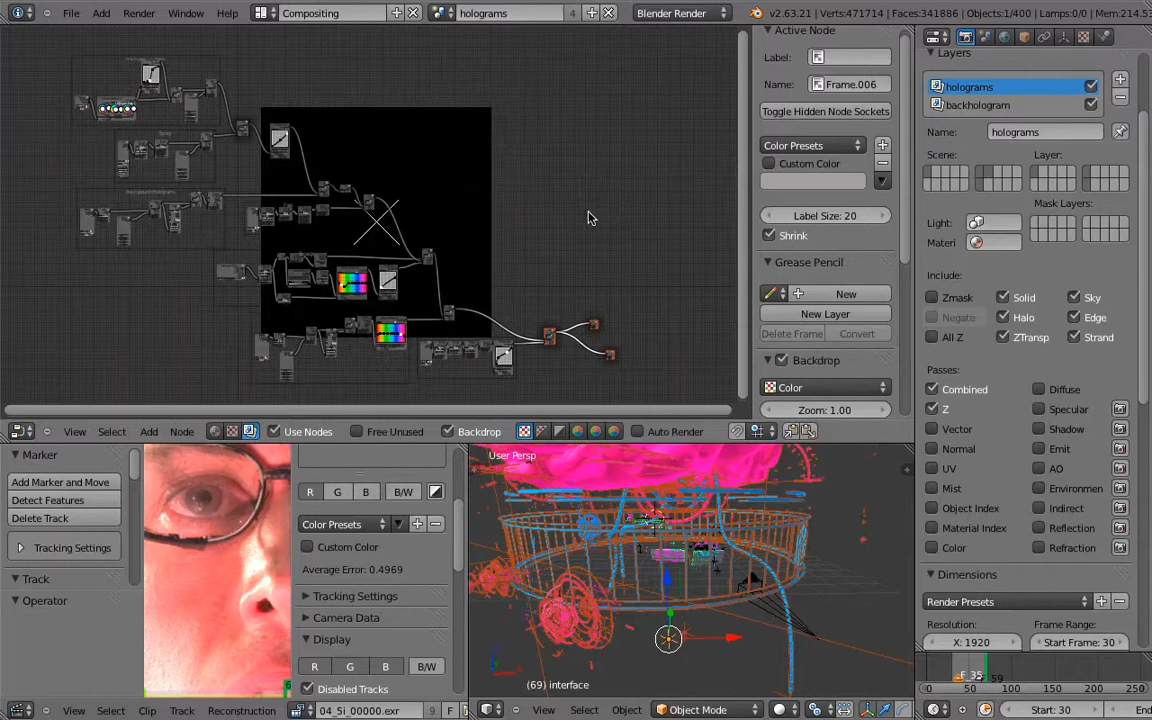 File Add Render Window Help Compositing holograms 4 Blender Render v2.63.21 | Verts:471714 | Faces:341886 | Objects:1/400 | Lamps:0/0 | Mem:214.5
Active Node
Label:
Name: Frame.006
Toggle Hidden Node Sockets
Color Presets
Custom Color
Label Size: 20
Shrink
Grease Pencil
New
New Layer
Delete Frame Convert
Backdrop
Color
Zoom: 1.00
Layers
holograms
backhologram
Name: holograms
Scene: Layer:
Mask Layers:
Light:
Materi
Include:
Zmask Solid Sky
Negate Halo Edge
All Z ZTransp Strand
Passes:
Combined Diffuse
Z Specular
Vector Shadow
Normal Emit
UV AO
Mist Environmen
Object Index Indirect
Material Index Reflection
Color Refraction
Dimensions
Render Presets
Resolution: Frame Range:
X: 1920 Start Frame: 30
View Select Add Node Use Nodes Free Unused Backdrop Auto Render
Marker
Add Marker and Move
Detect Features
Delete Track
Tracking Settings
Track
Operator
R G B B/W
Color Presets
Custom Color
Average Error: 0.4969
Tracking Settings
Camera Data
Display
R G B B/W
Disabled Tracks
User Persp
(69) interface
F_35
59
0 50 100 150 200 250
View Clip Track Reconstruction 04_5i_00000.exr 9 F
View Select Object Object Mode
Start: 30 End